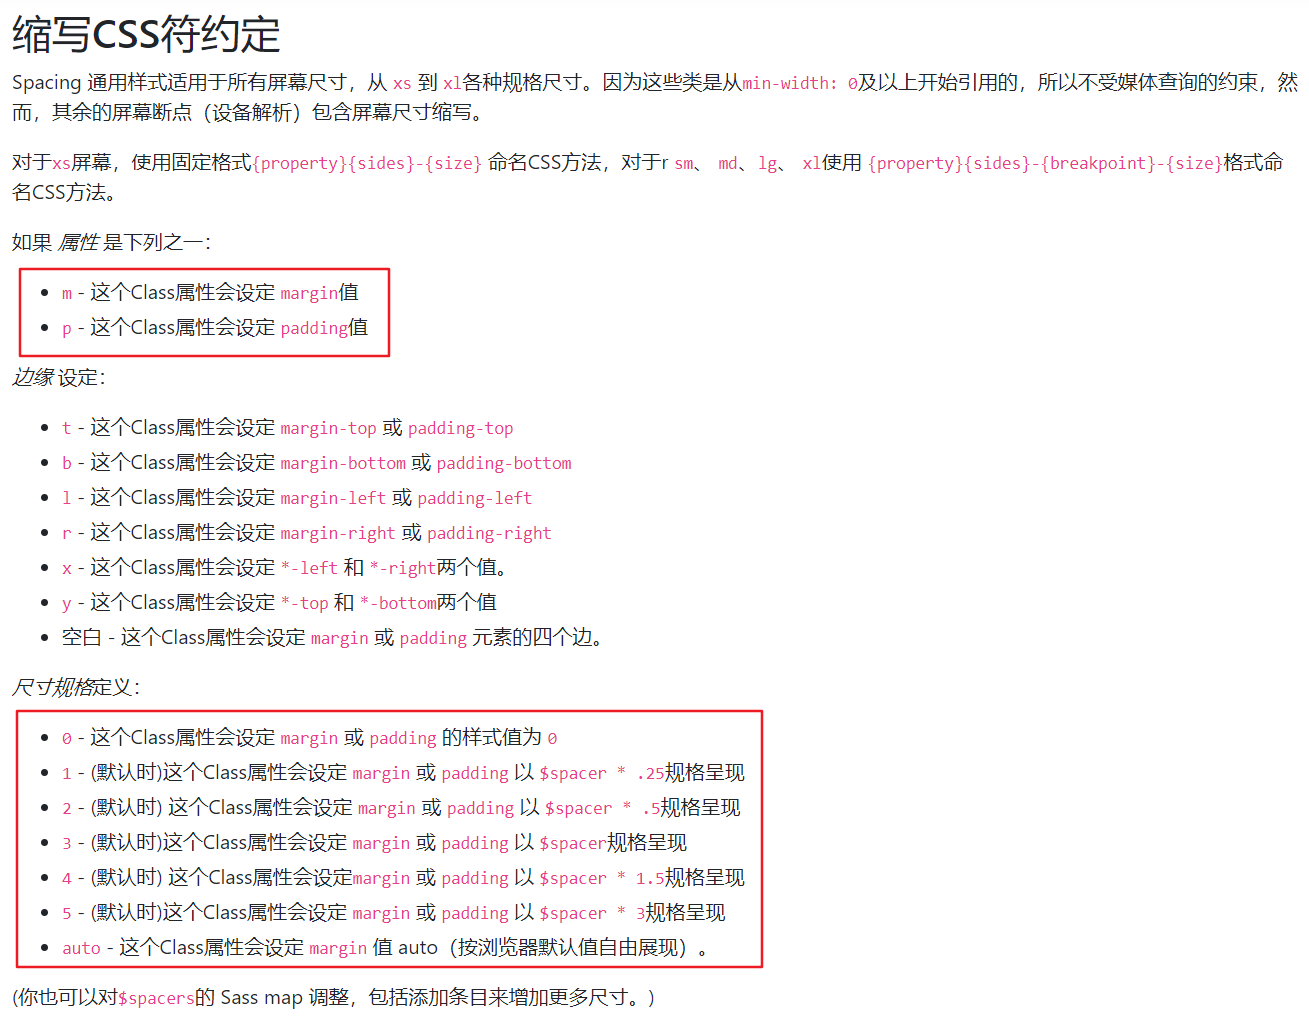 缩写CSS符约定
Spacing 通用样式适用于所有屏幕尺寸，从 xs 到 xl各种规格尺寸。因为这些类是从min-width: 0及以上开始引用的，所以不受媒体查询的约束，然
而，其余的屏幕断点（设备解析）包含屏幕尺寸缩写。
对于xs屏幕，使用固定格式{property}{sides}-{size} 命名CSS方法，对于r sm、 md、lg、 xl使用 {property}{sides}-{breakpoint}-{size}格式命
名CSS方法。
如果 属性 是下列之一：
• m - 这个Class属性会设定 margin值
• p - 这个Class属性会设定 padding值
边缘 设定：
• t - 这个Class属性会设定 margin-top 或 padding-top
• b - 这个Class属性会设定 margin-bottom 或 padding-bottom
• l - 这个Class属性会设定 margin-left 或 padding-left
• r - 这个Class属性会设定 margin-right 或 padding-right
• x - 这个Class属性会设定 *-left 和 *-right两个值。
• y - 这个Class属性会设定 *-top 和 *-bottom两个值
• 空白 - 这个Class属性会设定 margin 或 padding 元素的四个边。
尺寸规格定义：
• 0 - 这个Class属性会设定 margin 或 padding 的样式值为 0
• 1 - (默认时)这个Class属性会设定 margin 或 padding 以 $spacer * .25规格呈现
• 2 - (默认时) 这个Class属性会设定 margin 或 padding 以 $spacer * .5规格呈现
• 3 - (默认时)这个Class属性会设定 margin 或 padding 以 $spacer规格呈现
• 4 - (默认时) 这个Class属性会设定margin 或 padding 以 $spacer * 1.5规格呈现
• 5 - (默认时)这个Class属性会设定 margin 或 padding 以 $spacer * 3规格呈现
• auto - 这个Class属性会设定 margin 值 auto（按浏览器默认值自由展现）。
(你也可以对$spacers的 Sass map 调整，包括添加条目来增加更多尺寸。)